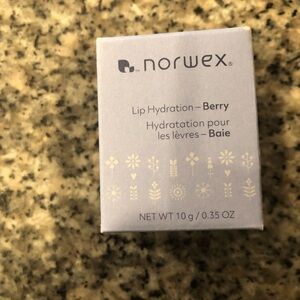 norwex®
Lip Hydration – Berry
Hydratation pour
les lèvres – Baie
NET WT 10 g / 0.35 OZ